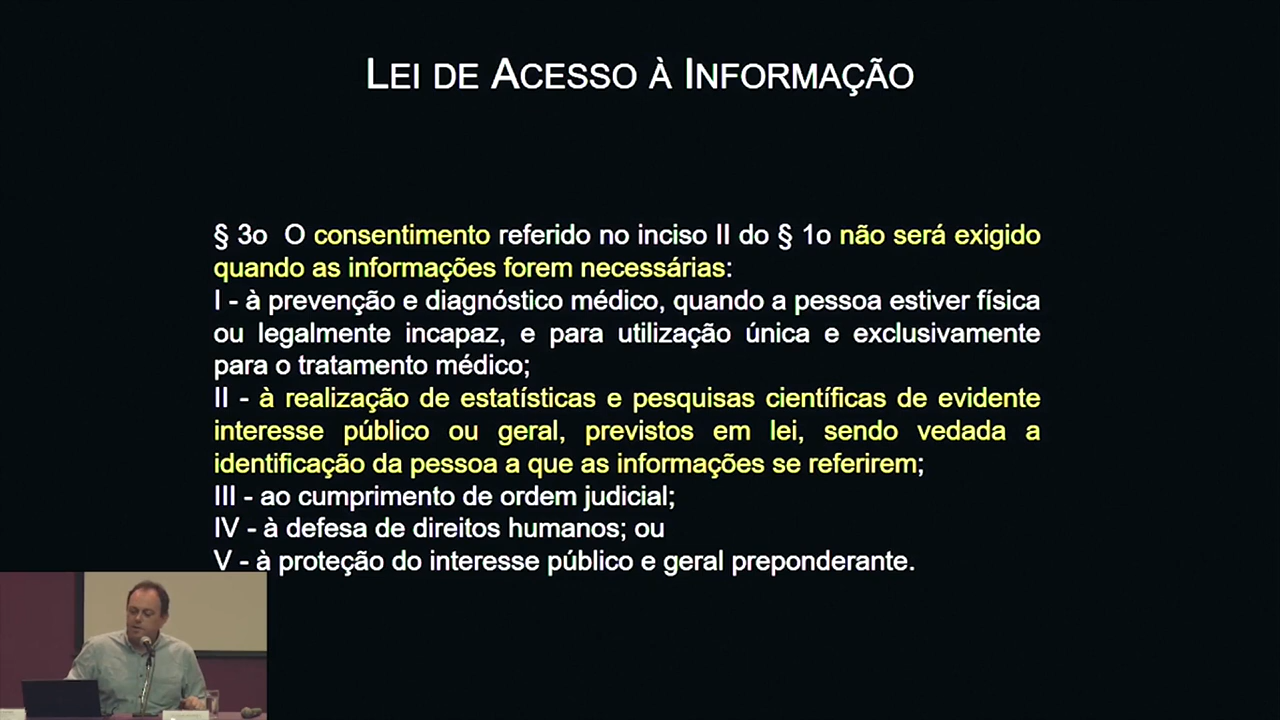 LEI DE ACESSO À INFORMAÇÃO
§ 3o O consentimento referido no inciso II do § 1o não será exigido
quando as informações forem necessárias:
I - à prevenção e diagnóstico médico, quando a pessoa estiver física
ou legalmente incapaz, e para utilização única e exclusivamente
para o tratamento médico;
II - à realização de estatísticas e pesquisas científicas de evidente
interesse público ou geral, previstos em lei, sendo vedada a
identificação da pessoa a que as informações se referirem;
III - ao cumprimento de ordem judicial;
IV - à defesa de direitos humanos; ou
V - à proteção do interesse público e geral preponderante.